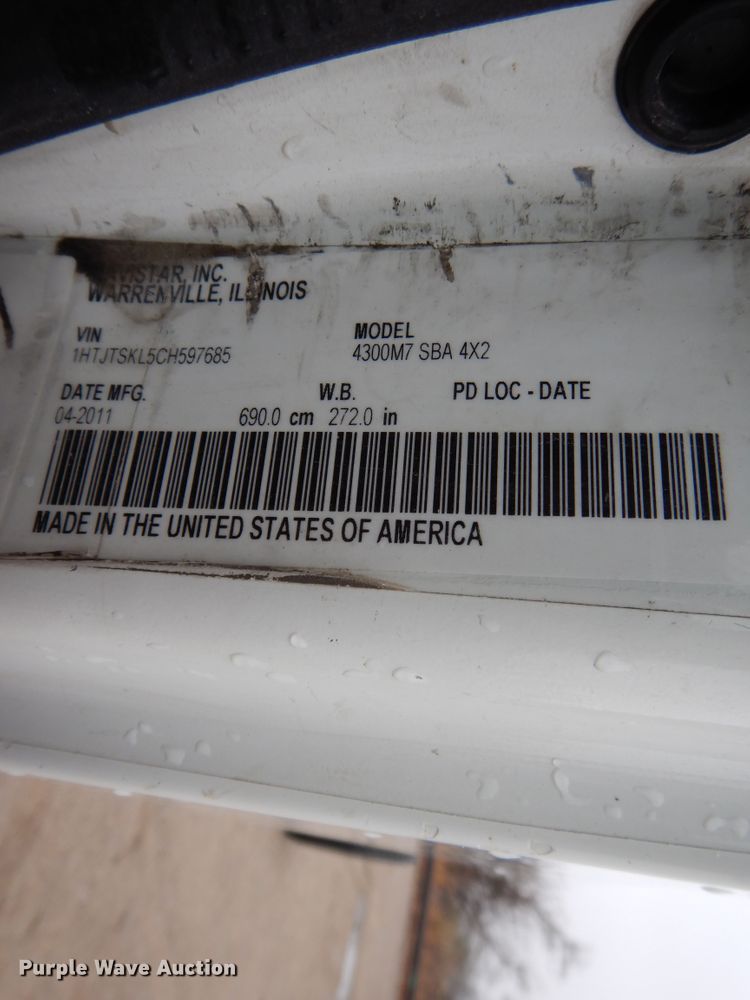 INC.
WARRENVILLE, ILLINOIS
VIN MODEL
1HTJTSKL5CH597685 4300M7 SBA 4X2
DATE MFG. W.B. PD LOC - DATE
04-2011 690.0 cm 272.0 in
MADE IN THE UNITED STATES OF AMERICA
Purple Wave Auction